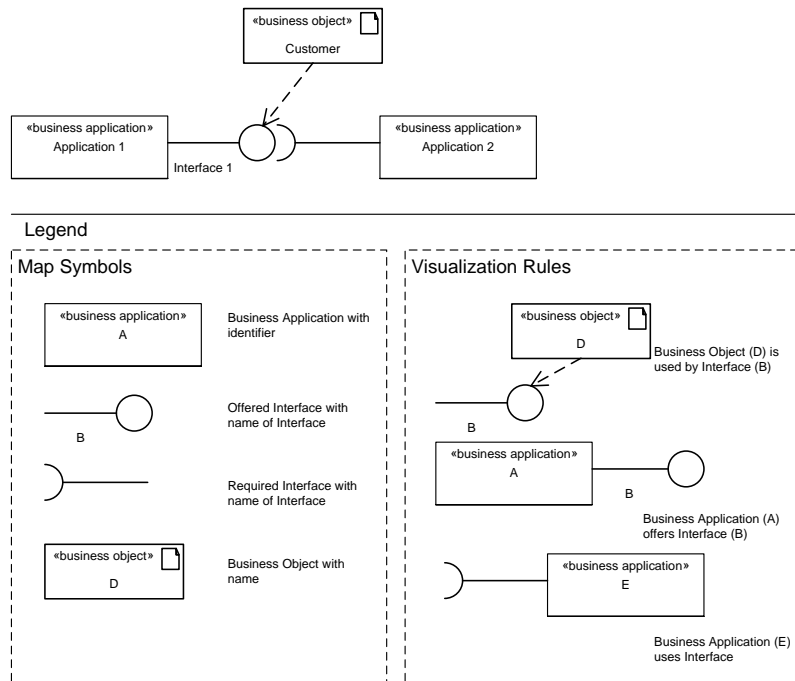 «business object»
Customer
«business application»
Application 1
Interface 1
«business application»
Application 2
Legend
Map Symbols
«business application»
A
Business Application with
identifier
B
Offered Interface with
name of Interface
Required Interface with
name of Interface
«business object»
D
Business Object with
name
Visualization Rules
«business object»
D
Business Object (D) is
used by Interface (B)
B
«business application»
A
B
Business Application (A)
offers Interface (B)
«business application»
E
Business Application (E)
uses Interface